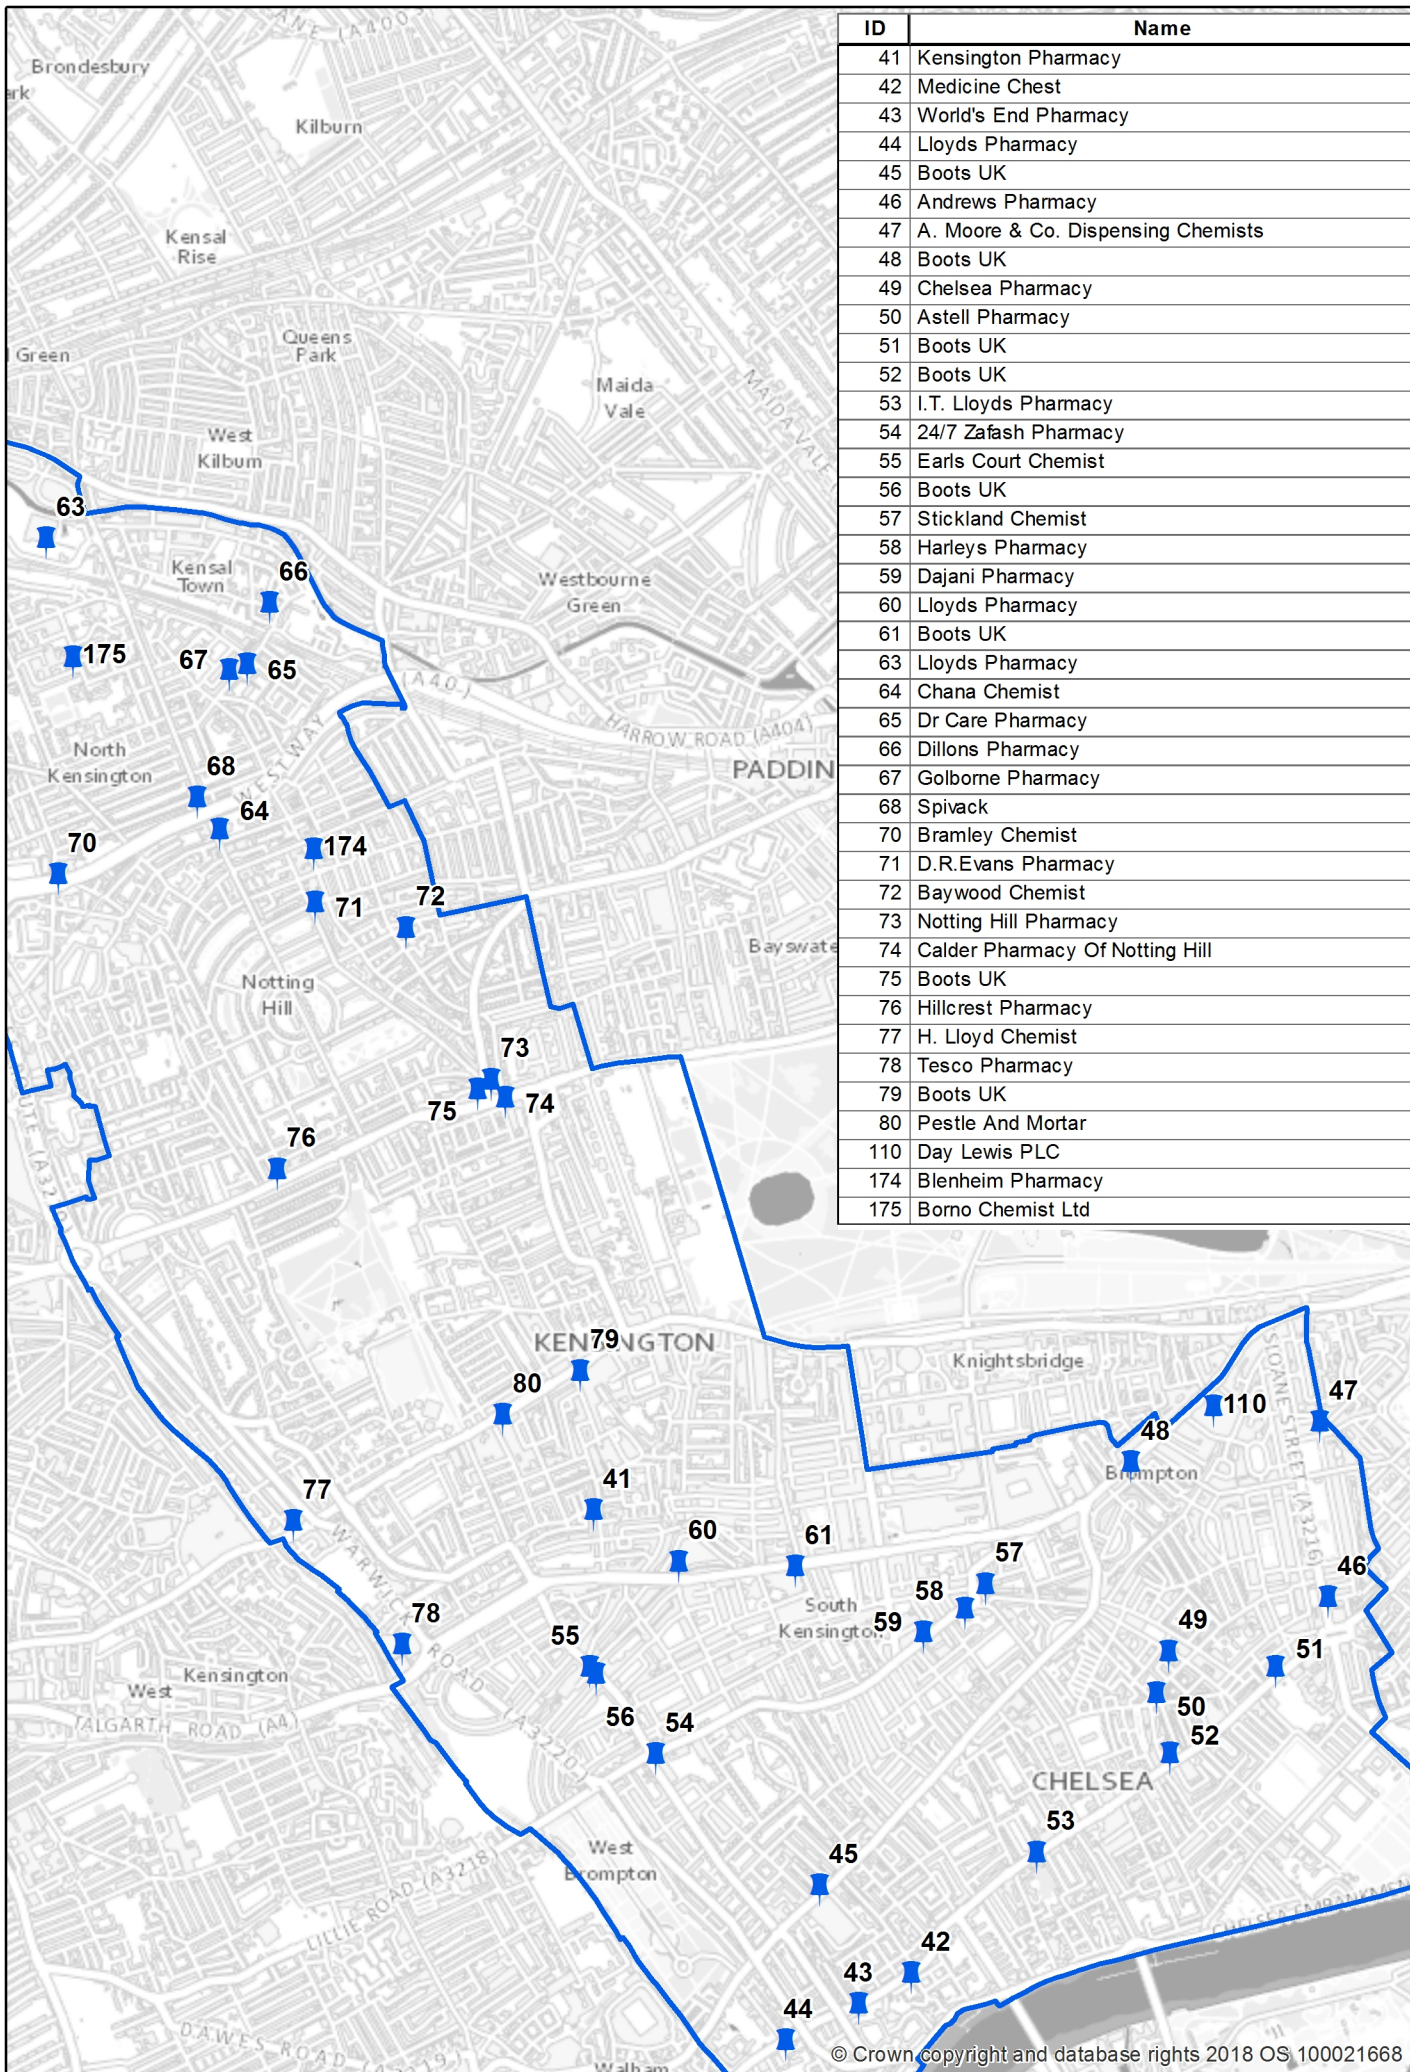 ANE (A4003
Brondesbury
ark
Kilburn
Kensal
Rise
Queens
Park
l Green
Maida
Vale
MAIDA VALE
West
Kilburn
63
Kensal
Town
66
Westbourne
Green
175
67
65
(A40)
HARROW ROAD (A404)
North
Kensington
WESTWAY
PADDIN
68
64
70
174
71
72
Bayswate
Notting
Hill
73
75
74
76
KENSINGTON
79
80
Knightsbridge
SLOANE STREET (A3216)
47
110
48
Brompton
77
41
60
61
57
58
59
South
Kensington
46
WARWICK ROAD (A3220)
78
55
56
54
49
50
51
52
Kensington
West
TALGARTH ROAD (A4)
CHELSEA
53
45
West
Brompton
LILLIE ROAD (A3218
CHELSEA EMBANKMEN
42
43
44
DAWES ROAD
Walham
© Crown copyright and database rights 2018 OS 100021668
ID Name
41 Kensington Pharmacy
42 Medicine Chest
43 World's End Pharmacy
44 Lloyds Pharmacy
45 Boots UK
46 Andrews Pharmacy
47 A. Moore & Co. Dispensing Chemists
48 Boots UK
49 Chelsea Pharmacy
50 Astell Pharmacy
51 Boots UK
52 Boots UK
53 I.T. Lloyds Pharmacy
54 24/7 Zafash Pharmacy
55 Earls Court Chemist
56 Boots UK
57 Stickland Chemist
58 Harleys Pharmacy
59 Dajani Pharmacy
60 Lloyds Pharmacy
61 Boots UK
63 Lloyds Pharmacy
64 Chana Chemist
65 Dr Care Pharmacy
66 Dillons Pharmacy
67 Golborne Pharmacy
68 Spivack
70 Bramley Chemist
71 D.R.Evans Pharmacy
72 Baywood Chemist
73 Notting Hill Pharmacy
74 Calder Pharmacy Of Notting Hill
75 Boots UK
76 Hillcrest Pharmacy
77 H. Lloyd Chemist
78 Tesco Pharmacy
79 Boots UK
80 Pestle And Mortar
110 Day Lewis PLC
174 Blenheim Pharmacy
175 Borno Chemist Ltd